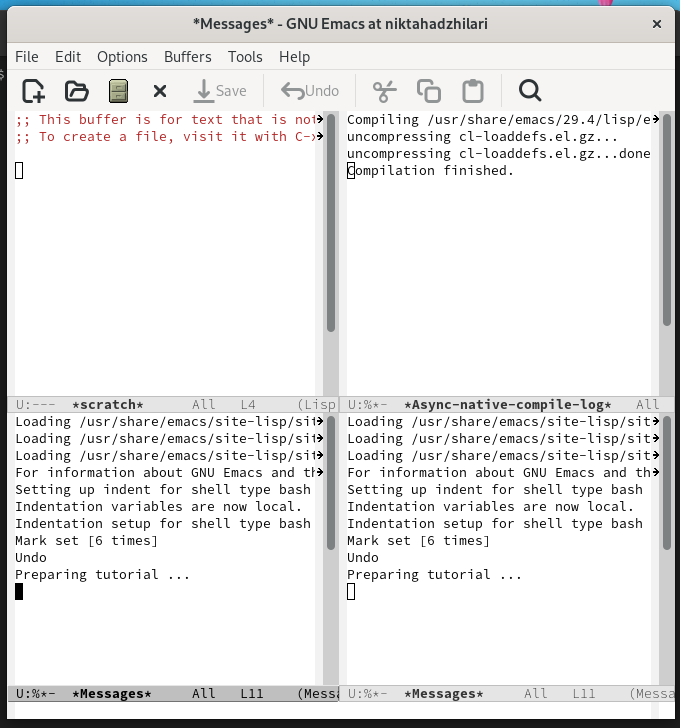 *Messages* - GNU Emacs at niktahadzhilari
File Edit Options Buffers Tools Help
Save Undo
;; This buffer is for text that is not
;; To create a file, visit it with C-x
U:--- *scratch* All L4 (Lisp
Compiling /usr/share/emacs/29.4/lisp/e
uncompressing cl-loaddefs.el.gz...
uncompressing cl-loaddefs.el.gz...done
Compilation finished.
U:%*- *Async-native-compile-log* All
Loading /usr/share/emacs/site-lisp/sit
Loading /usr/share/emacs/site-lisp/sit
Loading /usr/share/emacs/site-lisp/sit
For information about GNU Emacs and th
Setting up indent for shell type bash
Indentation variables are now local.
Indentation setup for shell type bash
Mark set [6 times]
Undo
Preparing tutorial ...
U:%*- *Messages* All L11 (Messa
Loading /usr/share/emacs/site-lisp/sit
Loading /usr/share/emacs/site-lisp/sit
Loading /usr/share/emacs/site-lisp/sit
For information about GNU Emacs and th
Setting up indent for shell type bash
Indentation variables are now local.
Indentation setup for shell type bash
Mark set [6 times]
Undo
Preparing tutorial ...
U:%*- *Messages* All L11 (Messa